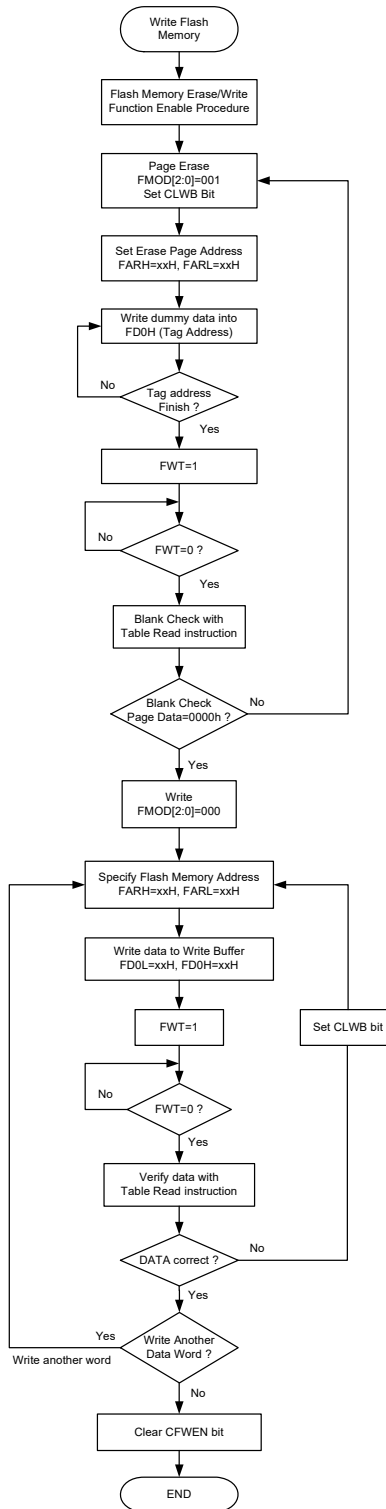 Write Flash
Memory
Flash Memory Erase/Write
Function Enable Procedure
Page Erase
FMOD[2:0]=001
Set CLWB Bit
Set Erase Page Address
FARH=xxH, FARL=xxH
Write dummy data into
FD0H (Tag Address)
No
Tag address
Finish ?
Yes
FWT=1
No
FWT=0 ?
Yes
Blank Check with
Table Read instruction
Blank Check
Page Data=0000h ?
No
Yes
Write
FMOD[2:0]=000
Specify Flash Memory Address
FARH=xxH, FARL=xxH
Write data to Write Buffer
FD0L=xxH, FD0H=xxH
FWT=1
Set CLWB bit
No
FWT=0 ?
Yes
Verify data with
Table Read instruction
DATA correct ?
No
Yes
Yes
Write Another
Data Word ?
Write another word
No
Clear CFWEN bit
END